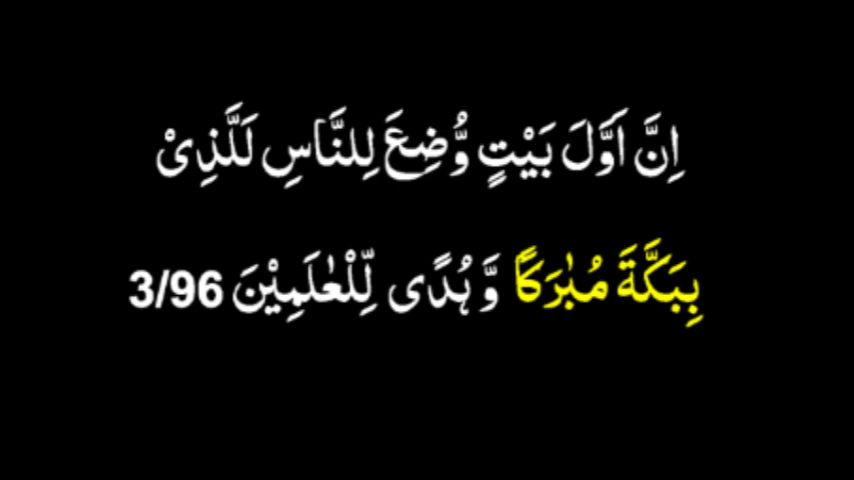 اِنَّ اَوَّلَ بَيْتٍ وُّضِعَ لِلنَّاسِ لَلَّذِىْ
بِبَكَّةَ مُبٰرَكًا وَّ هُدًى لِّلْعٰلَمِيْنَ 3/96